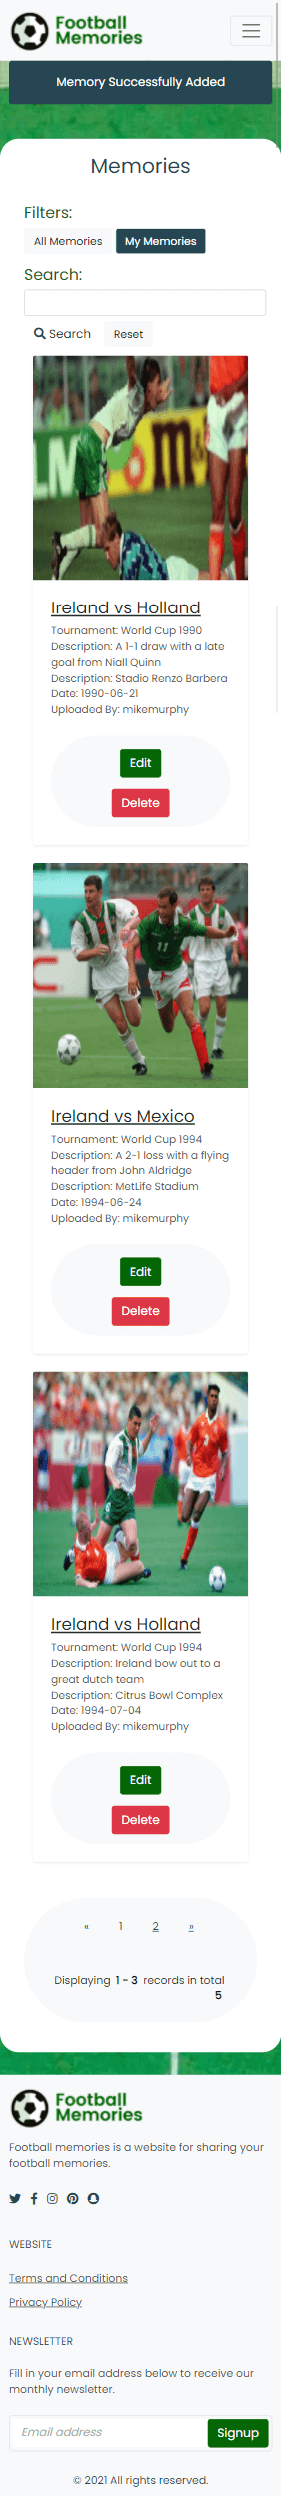 Football
Memories
Memory Successfully Added
Memories
Filters:
All Memories
My Memories
Search:
Search
Reset
Ireland vs Holland
Tournament: World Cup 1990
Description: A 1-1 draw with a late
goal from Niall Quinn
Description: Stadio Renzo Barbera
Date: 1990-06-21
Uploaded By: mikemurphy
Edit
Delete
11
Ireland vs Mexico
Tournament: World Cup 1994
Description: A 2-1 loss with a flying
header from John Aldridge
Description: MetLife Stadium
Date: 1994-06-24
Uploaded By: mikemurphy
Edit
Delete
Ireland vs Holland
Tournament: World Cup 1994
Description: Ireland bow out to a
great dutch team
Description: Citrus Bowl Complex
Date: 1994-07-04
Uploaded By: mikemurphy
Edit
Delete
« 1 2 »
Displaying 1 - 3 records in total
5
Football
Memories
Football memories is a website for sharing your
football memories.
WEBSITE
Terms and Conditions
Privacy Policy
NEWSLETTER
Fill in your email address below to receive our
monthly newsletter.
Email address
Signup
© 2021 All rights reserved.